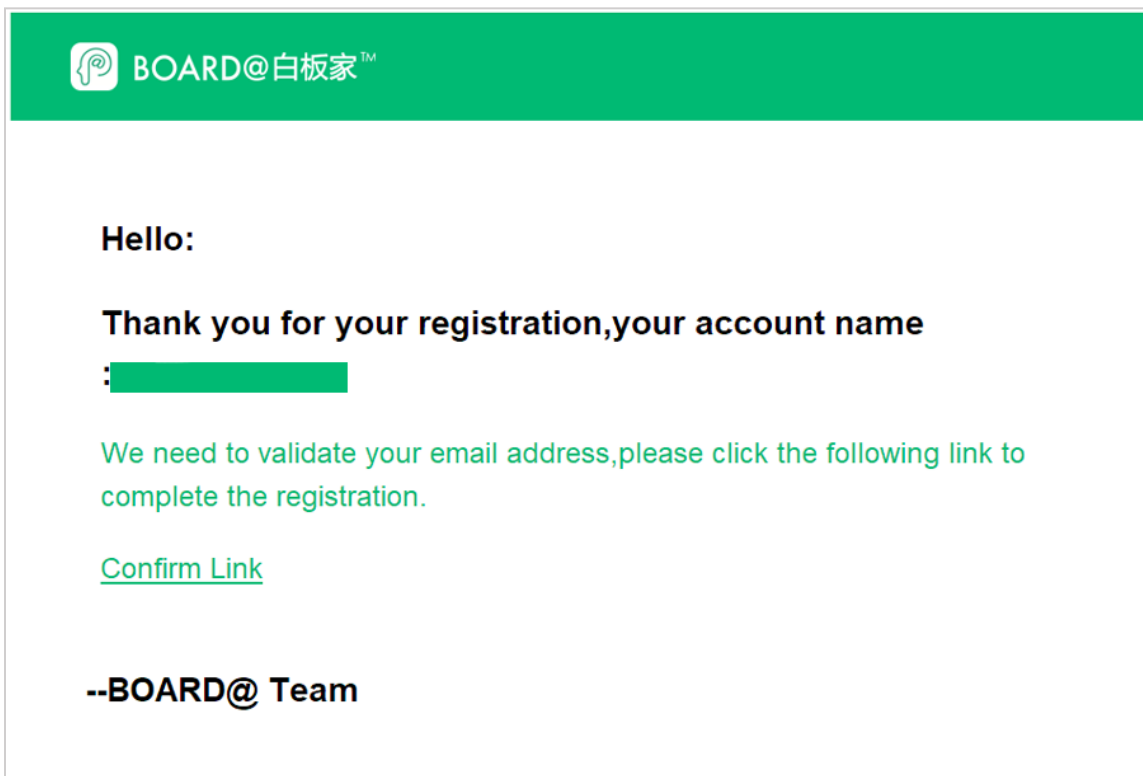 BOARD@白板家™
Hello:
Thank you for your registration,your account name
:
We need to validate your email address,please click the following link to
complete the registration.
Confirm Link
--BOARD@ Team